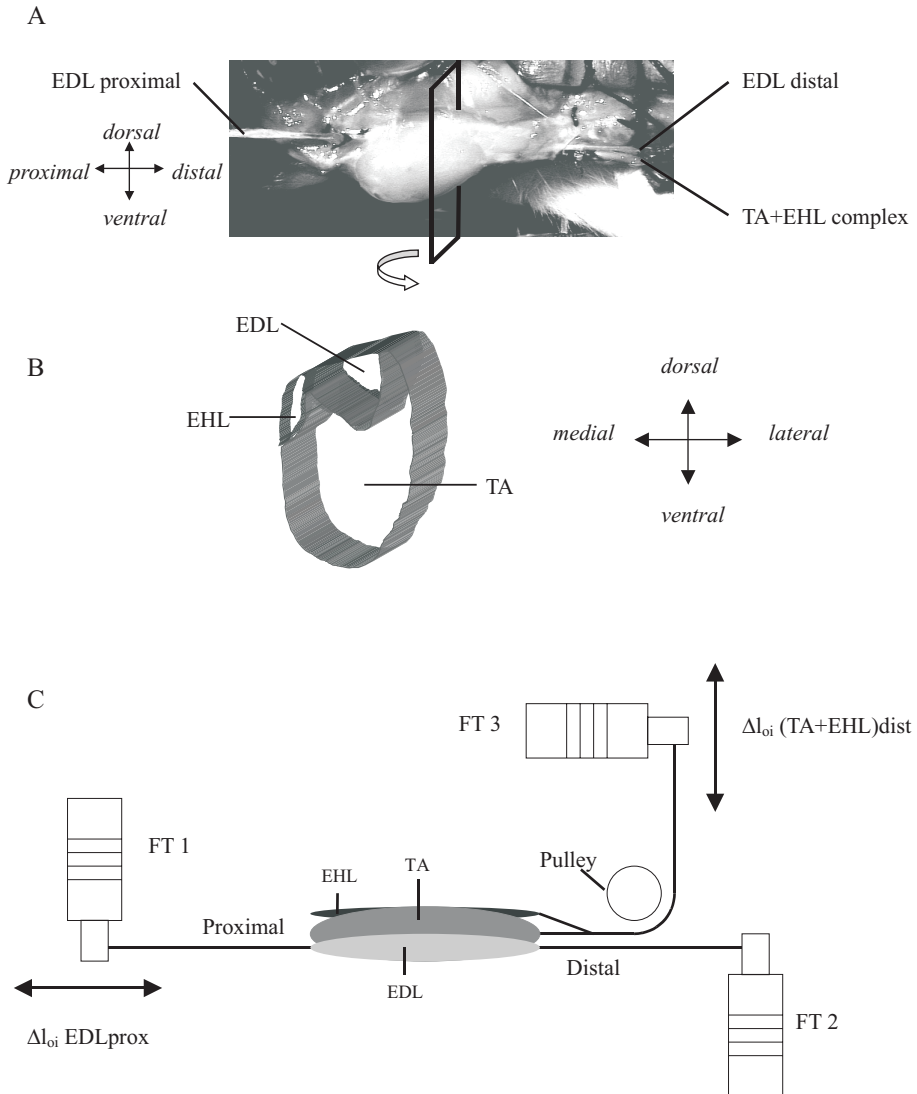 A
EDL proximal
EDL distal
dorsal
proximal
distal
ventral
TA+EHL complex
B
EDL
EHL
TA
dorsal
medial
lateral
ventral
C
FT 3
Δl_oi (TA+EHL)dist
FT 1
Pulley
EHL
TA
Proximal
Distal
EDL
FT 2
Δl_oi EDLprox